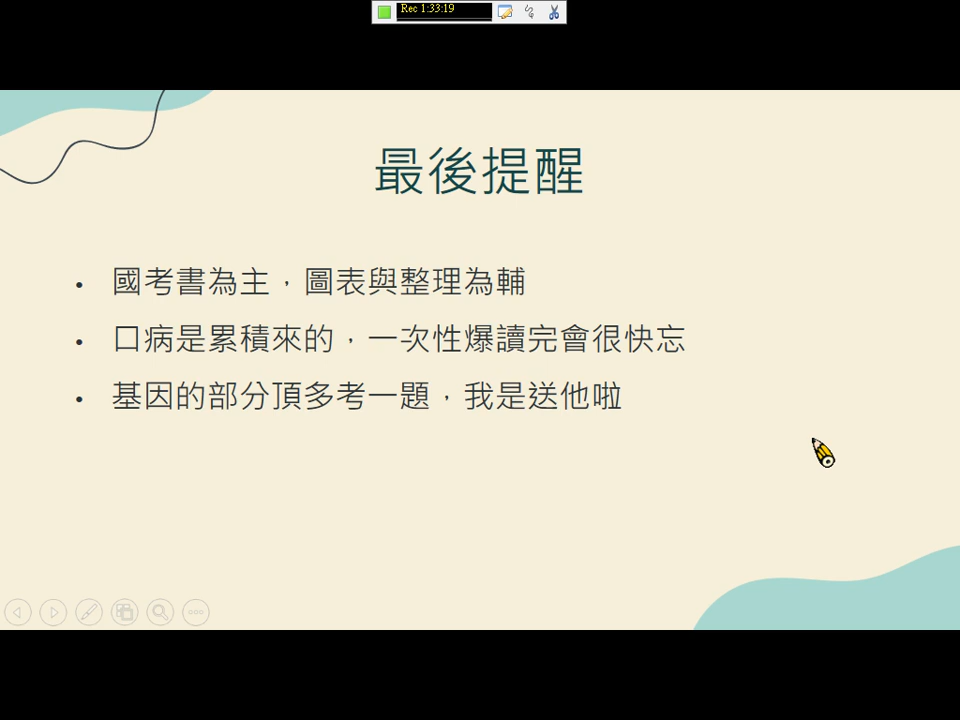 Rec 1:33:19
最後提醒
• 國考書為主，圖表與整理為輔
• 口病是累積來的，一次性爆讀完會很快忘
• 基因的部分頂多考一題，我是送他啦